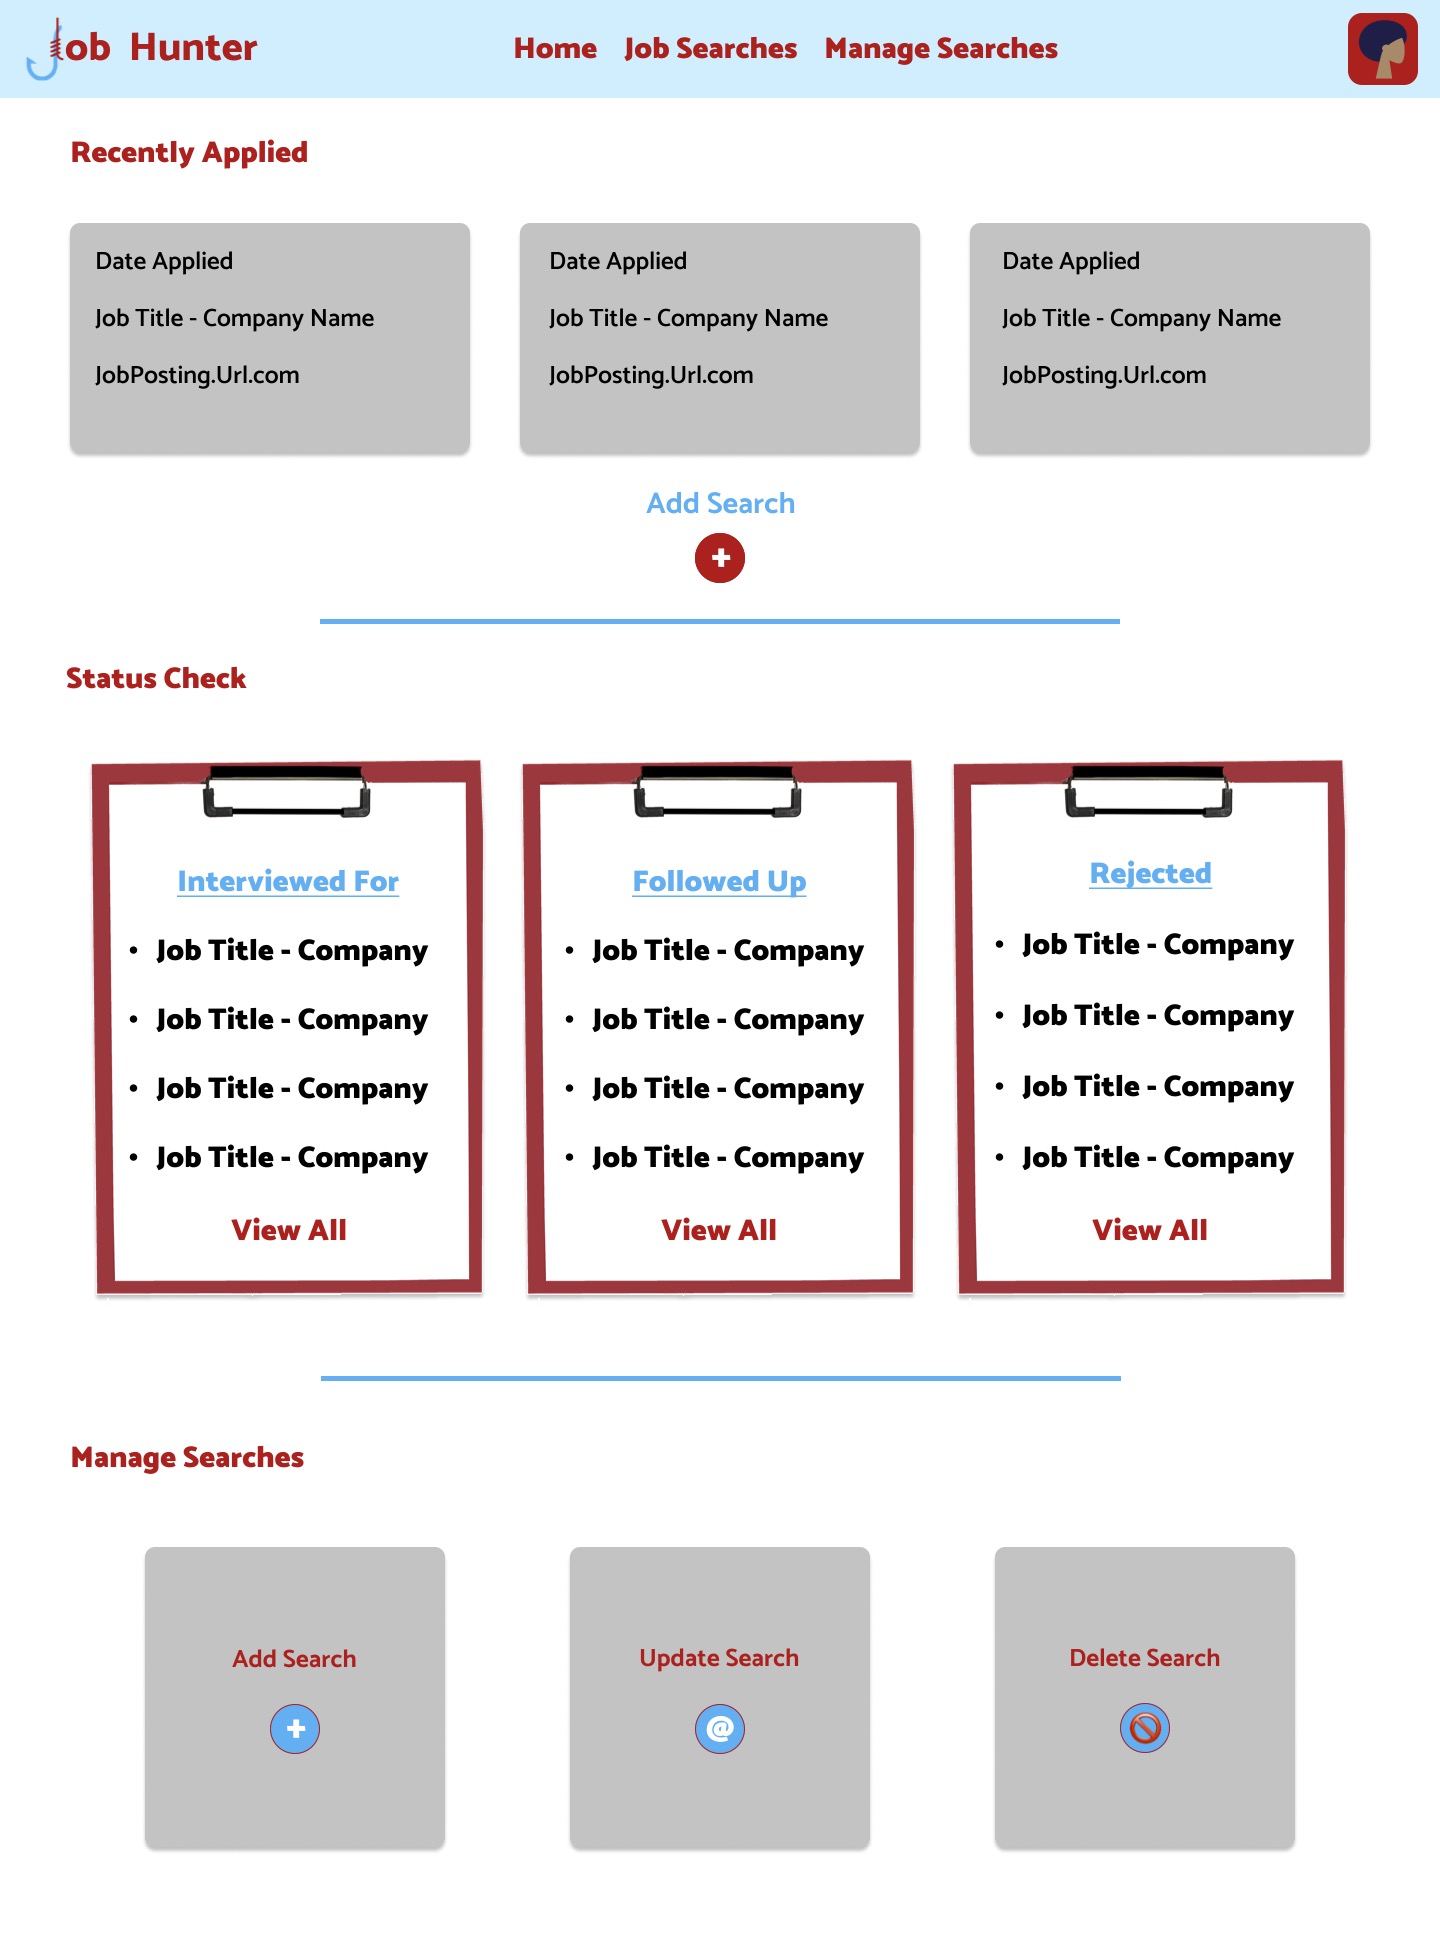 Job Hunter
Home Job Searches Manage Searches
Recently Applied
Date Applied
Job Title - Company Name
JobPosting.Url.com
Date Applied
Job Title - Company Name
JobPosting.Url.com
Date Applied
Job Title - Company Name
JobPosting.Url.com
Add Search
+
Status Check
Interviewed For
• Job Title - Company
• Job Title - Company
• Job Title - Company
• Job Title - Company
View All
Followed Up
• Job Title - Company
• Job Title - Company
• Job Title - Company
• Job Title - Company
View All
Rejected
• Job Title - Company
• Job Title - Company
• Job Title - Company
• Job Title - Company
View All
Manage Searches
Add Search
+
Update Search
@
Delete Search